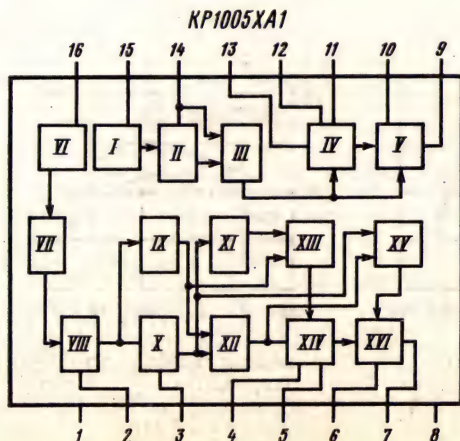 КР1005ХА1
16 15 14 13 12 11 10 9
VI I II III IV V
VII IX XI XIII XV
VIII X XII XIV XVI
1 2 3 4 5 6 7 8